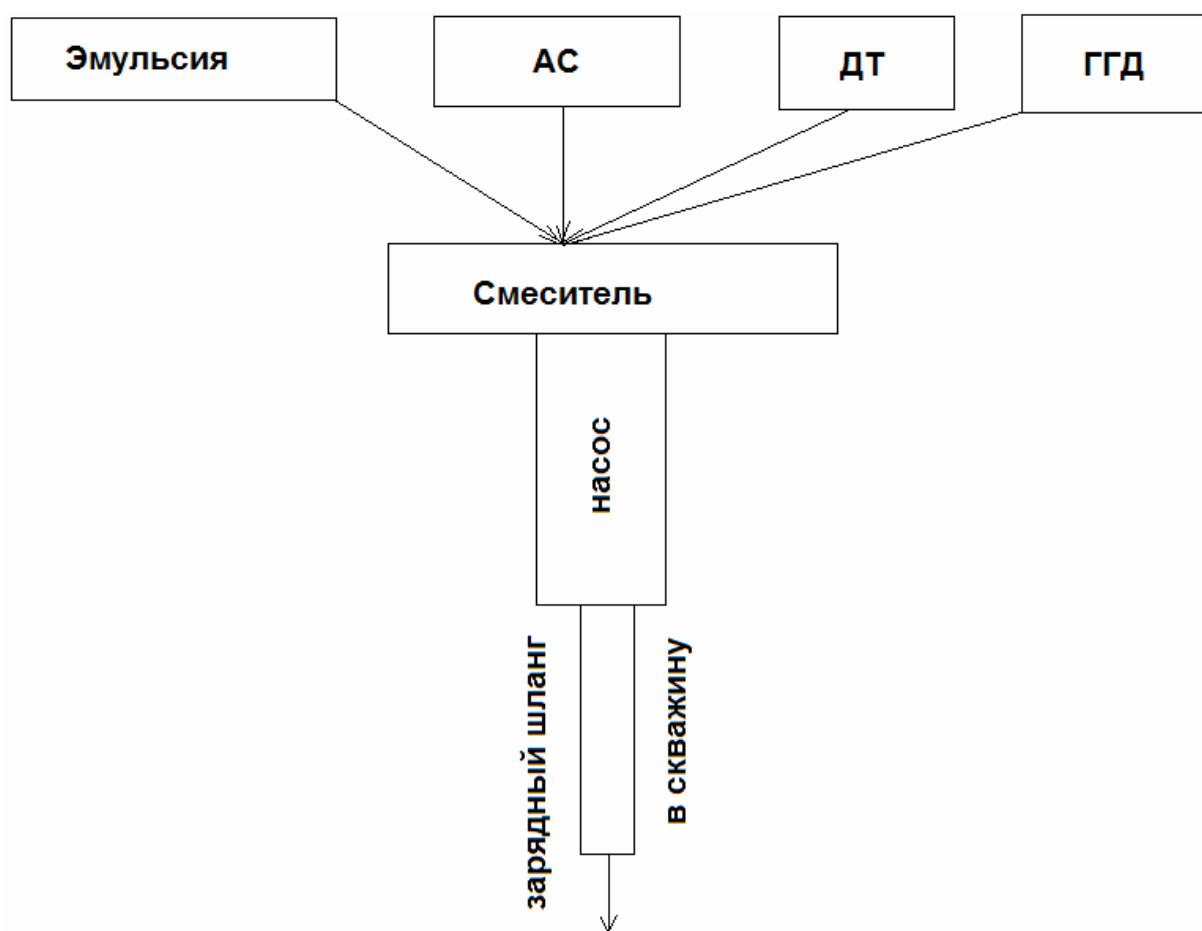 Эмульсия
АС
ДТ
ГГД
Смеситель
насос
зарядный шланг
в скважину